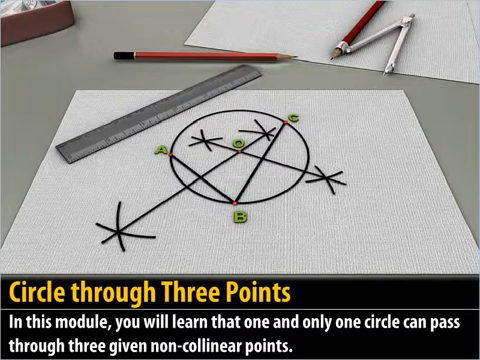 C
O
A
B
Circle through Three Points
In this module, you will learn that one and only one circle can pass
through three given non-collinear points.